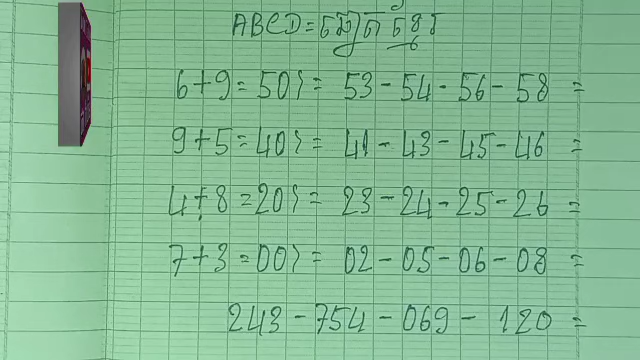 ABCD=
6+9=50}= 53-54-56-58 =
9+5=40}= 41-43-45-46 =
4+8=20}= 23-24-25-26 =
7+3=00}= 02-05-06-08 =
243-754-069-120 =